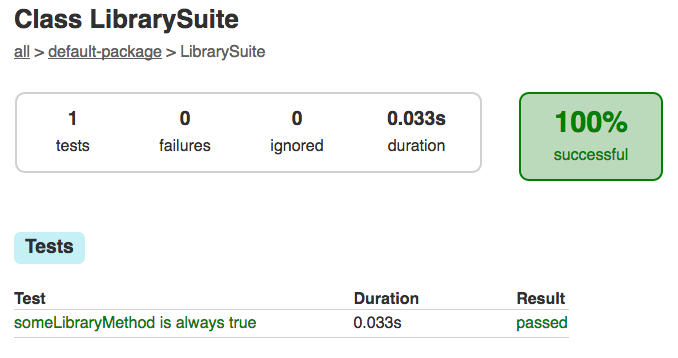 Class LibrarySuite
all > default-package > LibrarySuite
1 0 0 0.033s 100%
tests failures ignored duration successful
Tests
Test Duration Result
someLibraryMethod is always true 0.033s passed